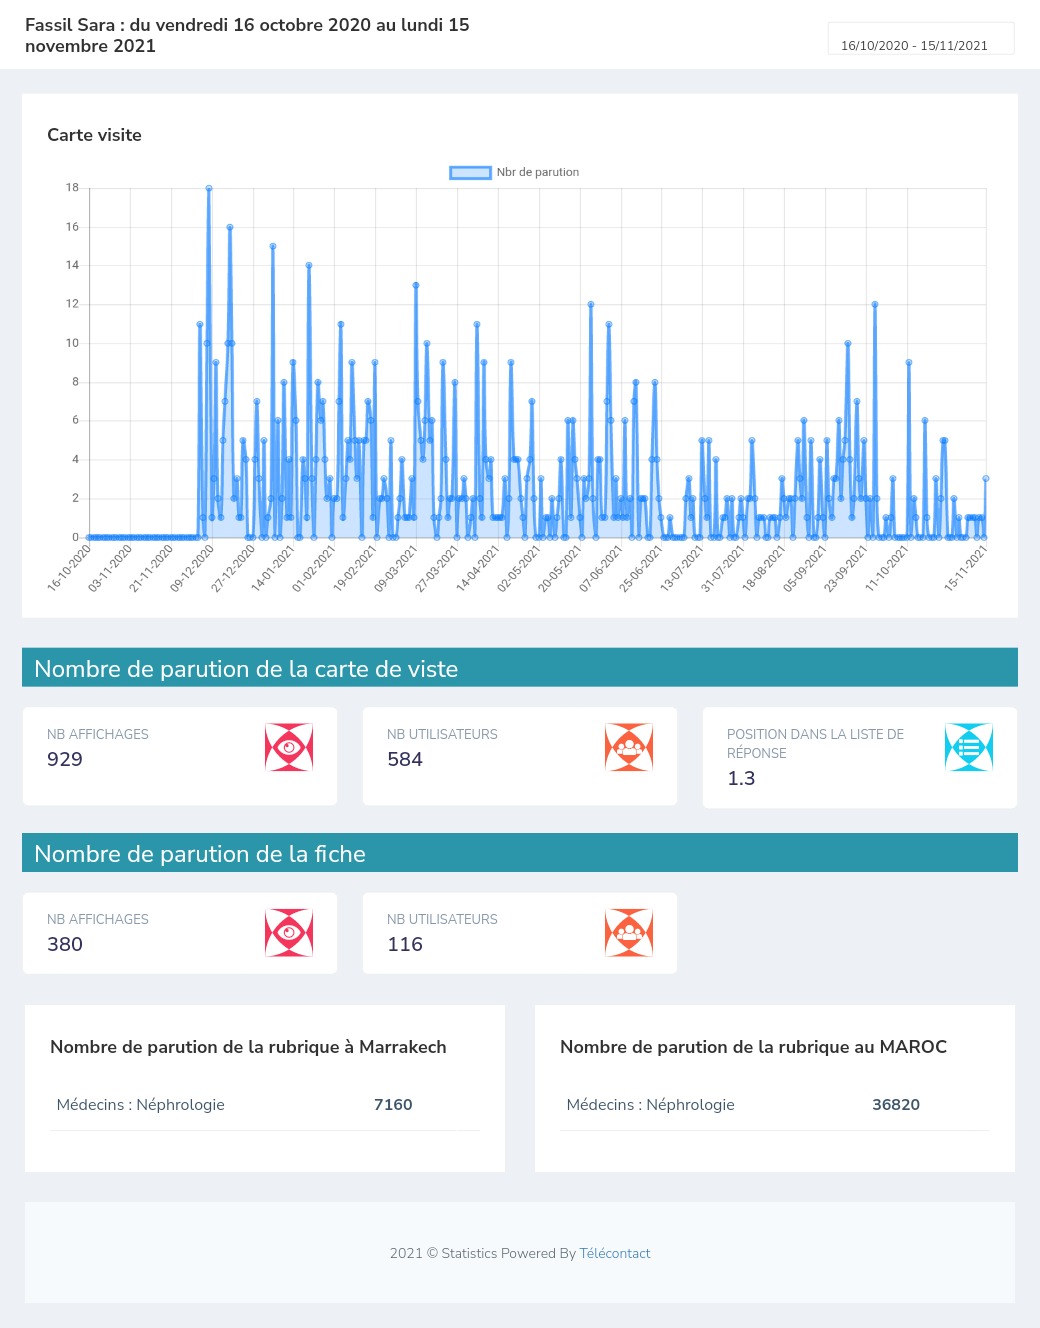 Fassil Sara : du vendredi 16 octobre 2020 au lundi 15
novembre 2021
16/10/2020 - 15/11/2021
Carte visite
Nbr de parution
18
16
14
12
10
8
6
4
2
0
16-10-2020
03-11-2020
21-11-2020
09-12-2020
27-12-2020
14-01-2021
01-02-2021
19-02-2021
09-03-2021
27-03-2021
14-04-2021
02-05-2021
20-05-2021
07-06-2021
25-06-2021
13-07-2021
31-07-2021
18-08-2021
05-09-2021
23-09-2021
11-10-2021
15-11-2021
Nombre de parution de la carte de viste
NB AFFICHAGES
929
NB UTILISATEURS
584
POSITION DANS LA LISTE DE
RÉPONSE
1.3
Nombre de parution de la fiche
NB AFFICHAGES
380
NB UTILISATEURS
116
Nombre de parution de la rubrique à Marrakech
Médecins : Néphrologie 7160
Nombre de parution de la rubrique au MAROC
Médecins : Néphrologie 36820
2021 © Statistics Powered By Télécontact